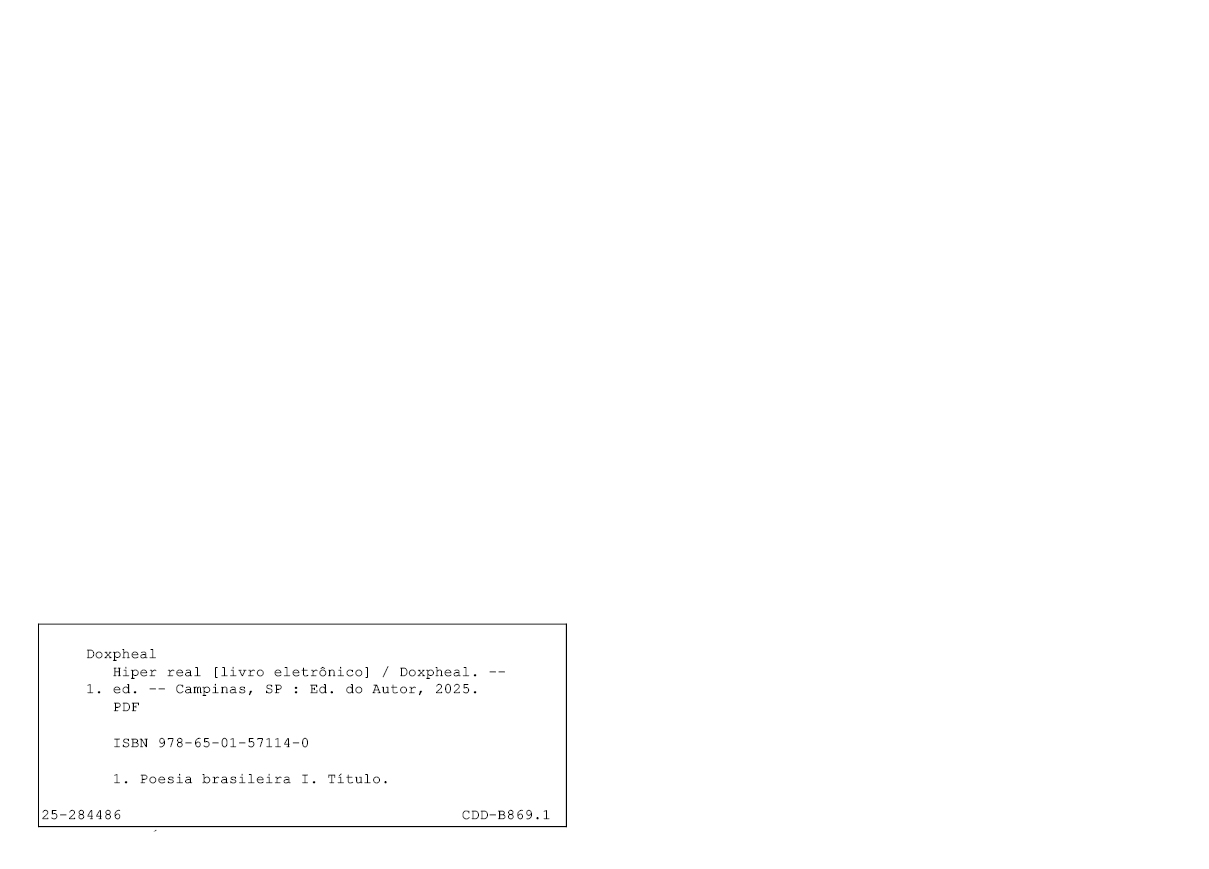 Doxpheal
Hiper real [livro eletrônico] / Doxpheal. --
1. ed. -- Campinas, SP : Ed. do Autor, 2025.
PDF
ISBN 978-65-01-57114-0
1. Poesia brasileira I. Título.
25-284486 CDD-B869.1